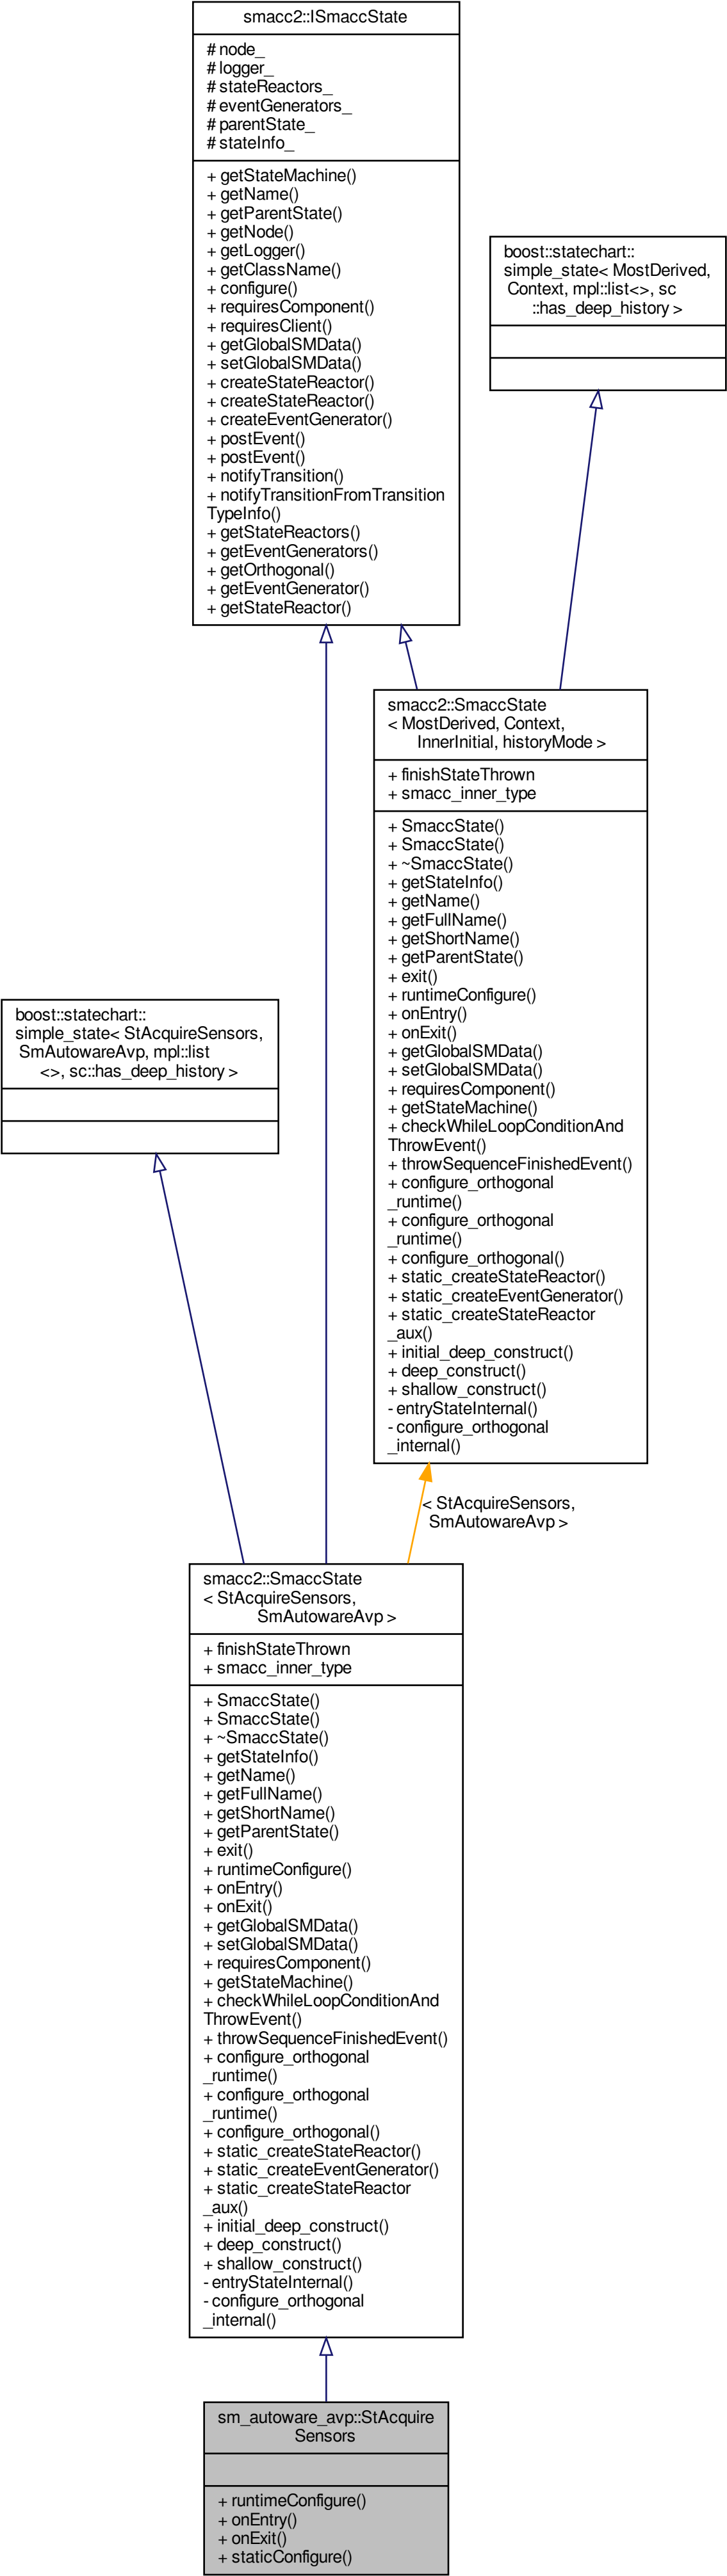 smacc2::ISmaccState
# node_
# logger_
# stateReactors_
# eventGenerators_
# parentState_
# stateInfo_
+ getStateMachine()
+ getName()
+ getParentState()
+ getNode()
+ getLogger()
+ getClassName()
+ configure()
+ requiresComponent()
+ requiresClient()
+ getGlobalSMData()
+ setGlobalSMData()
+ createStateReactor()
+ createStateReactor()
+ createEventGenerator()
+ postEvent()
+ postEvent()
+ notifyTransition()
+ notifyTransitionFromTransition
TypeInfo()
+ getStateReactors()
+ getEventGenerators()
+ getOrthogonal()
+ getEventGenerator()
+ getStateReactor()
boost::statechart::
simple_state< MostDerived,
Context, mpl::list<>, sc
::has_deep_history >
smacc2::SmaccState
< MostDerived, Context,
InnerInitial, historyMode >
+ finishStateThrown
+ smacc_inner_type
+ SmaccState()
+ SmaccState()
+ ~SmaccState()
+ getStateInfo()
+ getName()
+ getFullName()
+ getShortName()
+ getParentState()
+ exit()
+ runtimeConfigure()
+ onEntry()
+ onExit()
+ getGlobalSMData()
+ setGlobalSMData()
+ requiresComponent()
+ getStateMachine()
+ checkWhileLoopConditionAnd
ThrowEvent()
+ throwSequenceFinishedEvent()
+ configure_orthogonal
_runtime()
+ configure_orthogonal
_runtime()
+ configure_orthogonal()
+ static_createStateReactor()
+ static_createEventGenerator()
+ static_createStateReactor
_aux()
+ initial_deep_construct()
+ deep_construct()
+ shallow_construct()
- entryStateInternal()
- configure_orthogonal
_internal()
boost::statechart::
simple_state< StAcquireSensors,
SmAutowareAvp, mpl::list
<>, sc::has_deep_history >
< StAcquireSensors,
SmAutowareAvp >
smacc2::SmaccState
< StAcquireSensors,
SmAutowareAvp >
+ finishStateThrown
+ smacc_inner_type
+ SmaccState()
+ SmaccState()
+ ~SmaccState()
+ getStateInfo()
+ getName()
+ getFullName()
+ getShortName()
+ getParentState()
+ exit()
+ runtimeConfigure()
+ onEntry()
+ onExit()
+ getGlobalSMData()
+ setGlobalSMData()
+ requiresComponent()
+ getStateMachine()
+ checkWhileLoopConditionAnd
ThrowEvent()
+ throwSequenceFinishedEvent()
+ configure_orthogonal
_runtime()
+ configure_orthogonal
_runtime()
+ configure_orthogonal()
+ static_createStateReactor()
+ static_createEventGenerator()
+ static_createStateReactor
_aux()
+ initial_deep_construct()
+ deep_construct()
+ shallow_construct()
- entryStateInternal()
- configure_orthogonal
_internal()
sm_autoware_avp::StAcquire
Sensors
+ runtimeConfigure()
+ onEntry()
+ onExit()
+ staticConfigure()